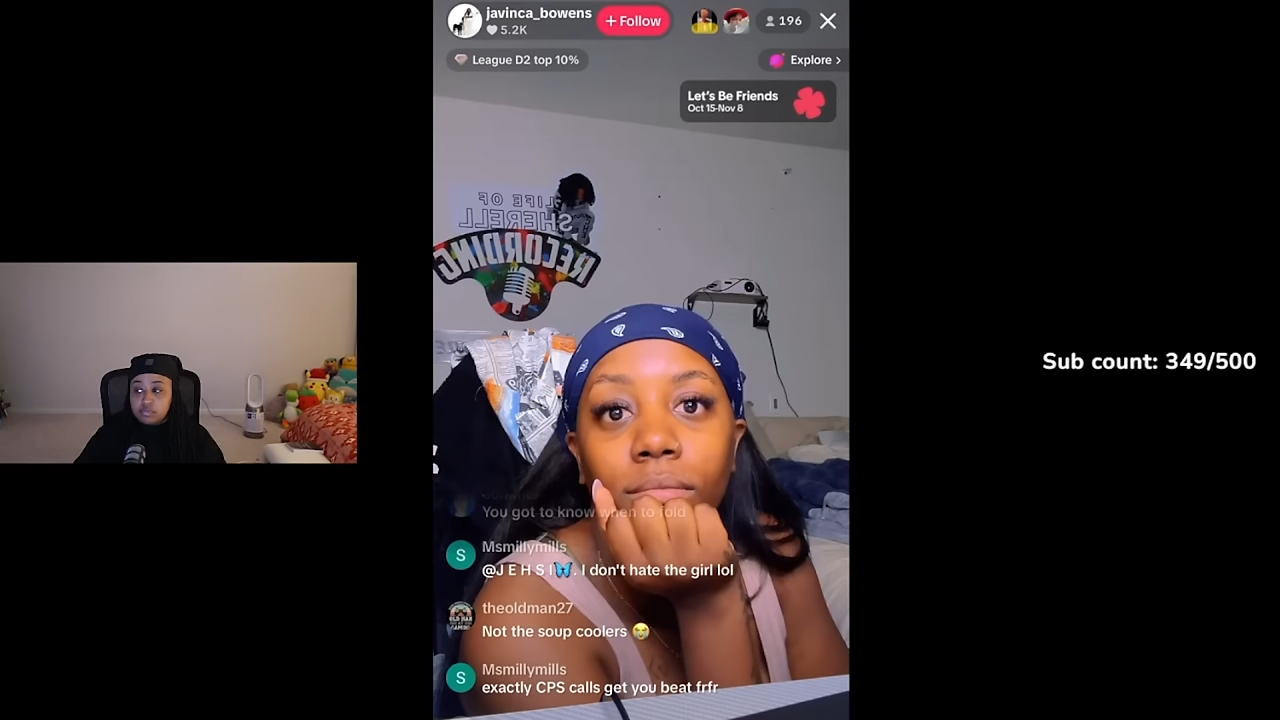 javinca_bowens
5.2K
+ Follow
196
League D2 top 10%
Explore >
Let's Be Friends
Oct 15-Nov 8
LIFE OF
SHERELL
RECORDING
You got to know when to fold
Msmillymills
@J E H S I🦋. I don't hate the girl lol
theoldman27
Not the soup coolers 😭
Msmillymills
exactly CPS calls get you beat frfr
S
S
Sub count: 349/500